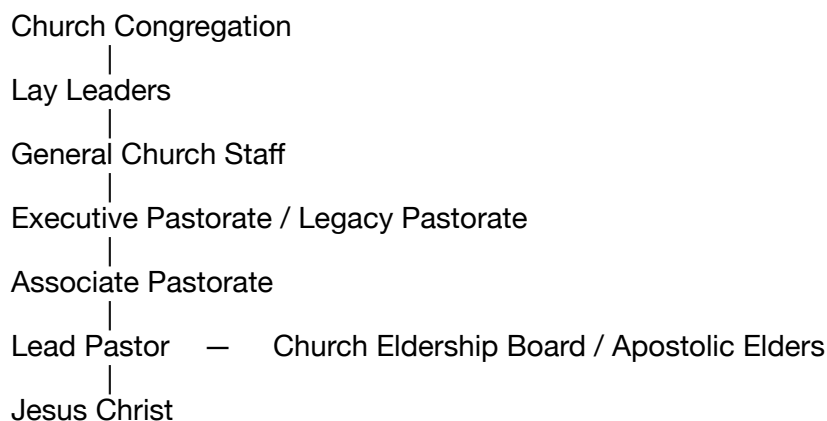 Church Congregation
|
Lay Leaders
|
General Church Staff
|
Executive Pastorate / Legacy Pastorate
|
Associate Pastorate
|
Lead Pastor — Church Eldership Board / Apostolic Elders
|
Jesus Christ